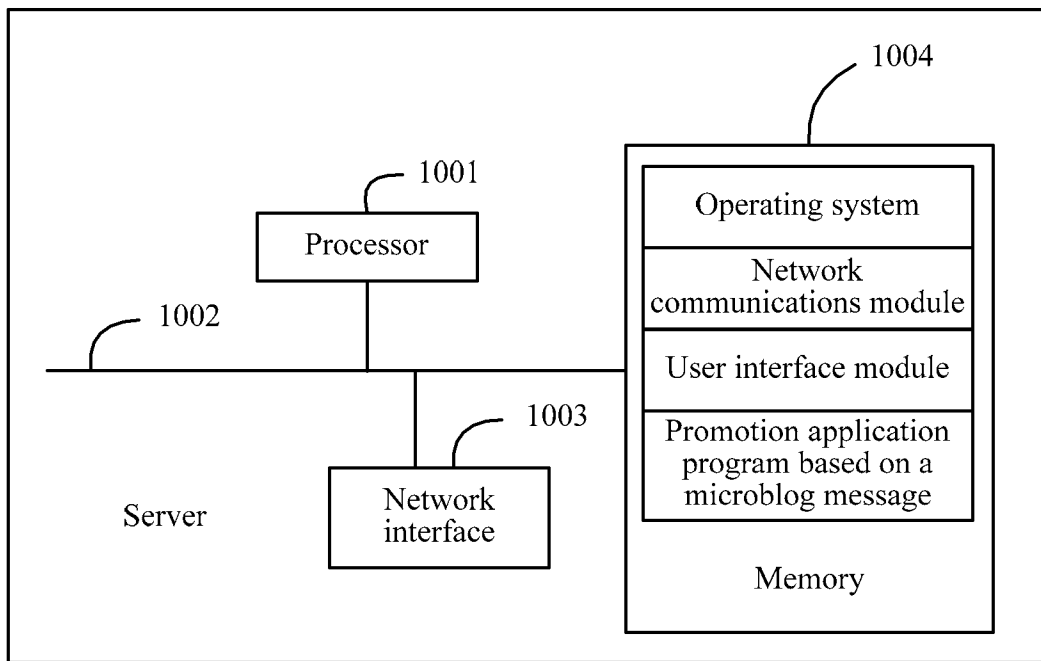 1004
1001
Operating system
Processor
Network
communications module
1002
User interface module
1003
Promotion application
program based on a
microblog message
Network
interface
Server
Memory